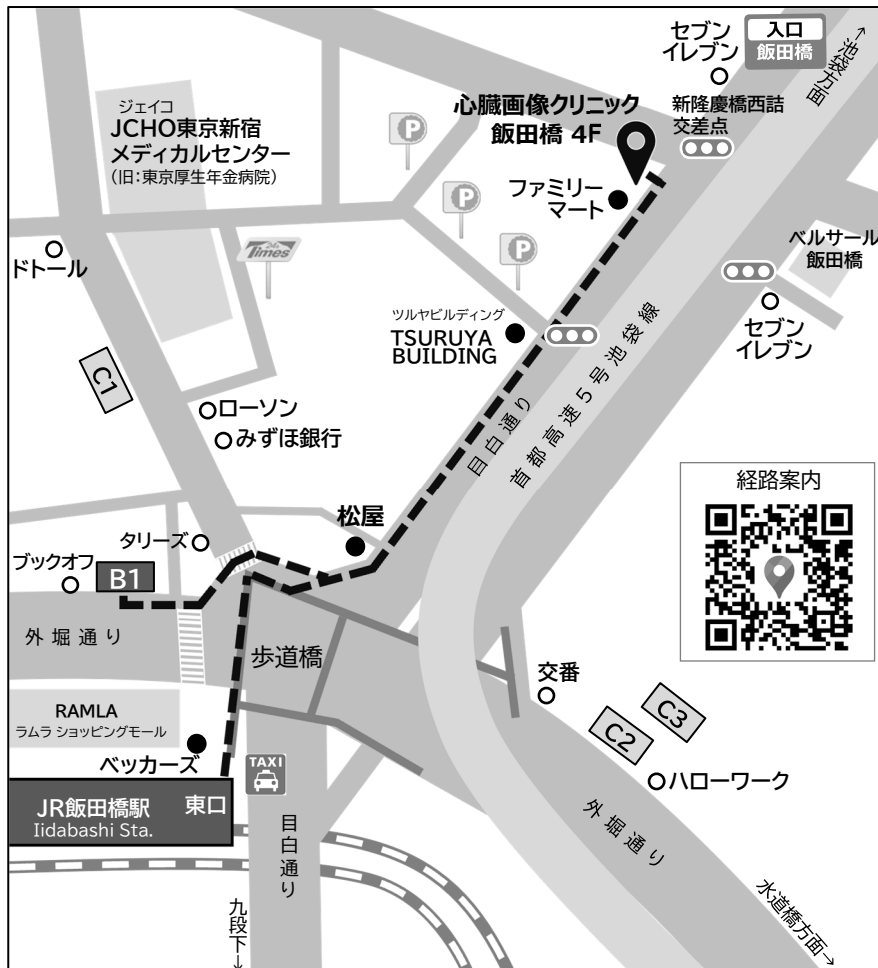 セブン
イレブン
入口
飯田橋
←池袋方面
ジェイコ
JCHO東京新宿
メディカルセンター
(旧:東京厚生年金病院)
心臓画像クリニック
飯田橋 4F
新隆慶橋西詰
交差点
P
P
P
ファミリー
マート
24h
Times
ドトール
ベルサール
飯田橋
ツルヤビルディング
TSURUYA
BUILDING
セブン
イレブン
首都高速5号池袋線
目白通り
C1
ローソン
みずほ銀行
経路案内
松屋
タリーズ
ブックオフ
B1
外堀通り
歩道橋
交番
C3
C2
RAMLA
ラムラ ショッピングモール
ベッカーズ
TAXI
ハローワーク
JR飯田橋駅
東口
Iidabashi Sta.
目白通り
外堀通り
水道橋方面→
九段下→